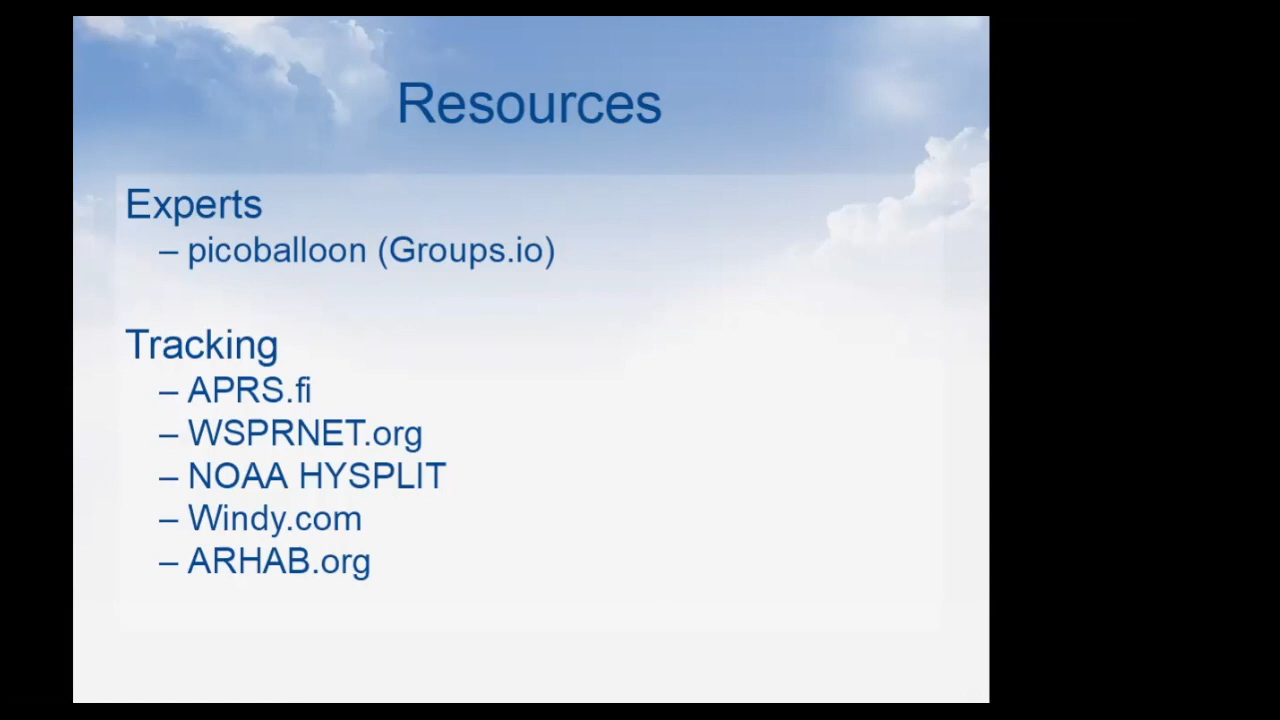 Resources
Experts
– picoballoon (Groups.io)
Tracking
– APRS.fi
– WSPRNET.org
– NOAA HYSPLIT
– Windy.com
– ARHAB.org